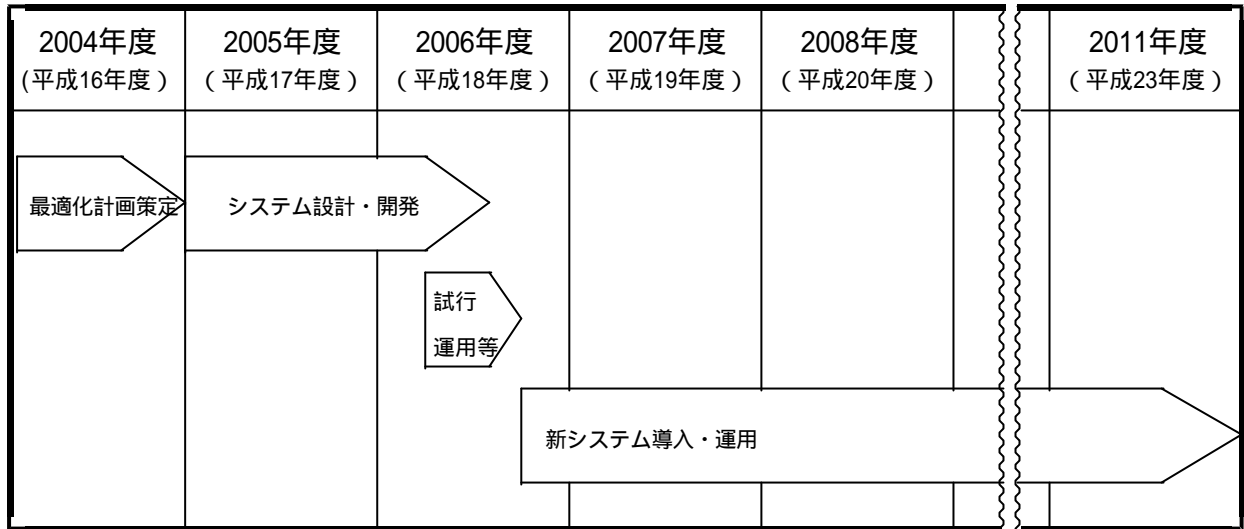 2004年度
(平成16年度）
2005年度
（平成17年度）
2006年度
（平成18年度）
2007年度
（平成19年度）
2008年度
（平成20年度）
2011年度
（平成23年度）
最適化計画策定
システム設計・開発
試行
運用等
新システム導入・運用